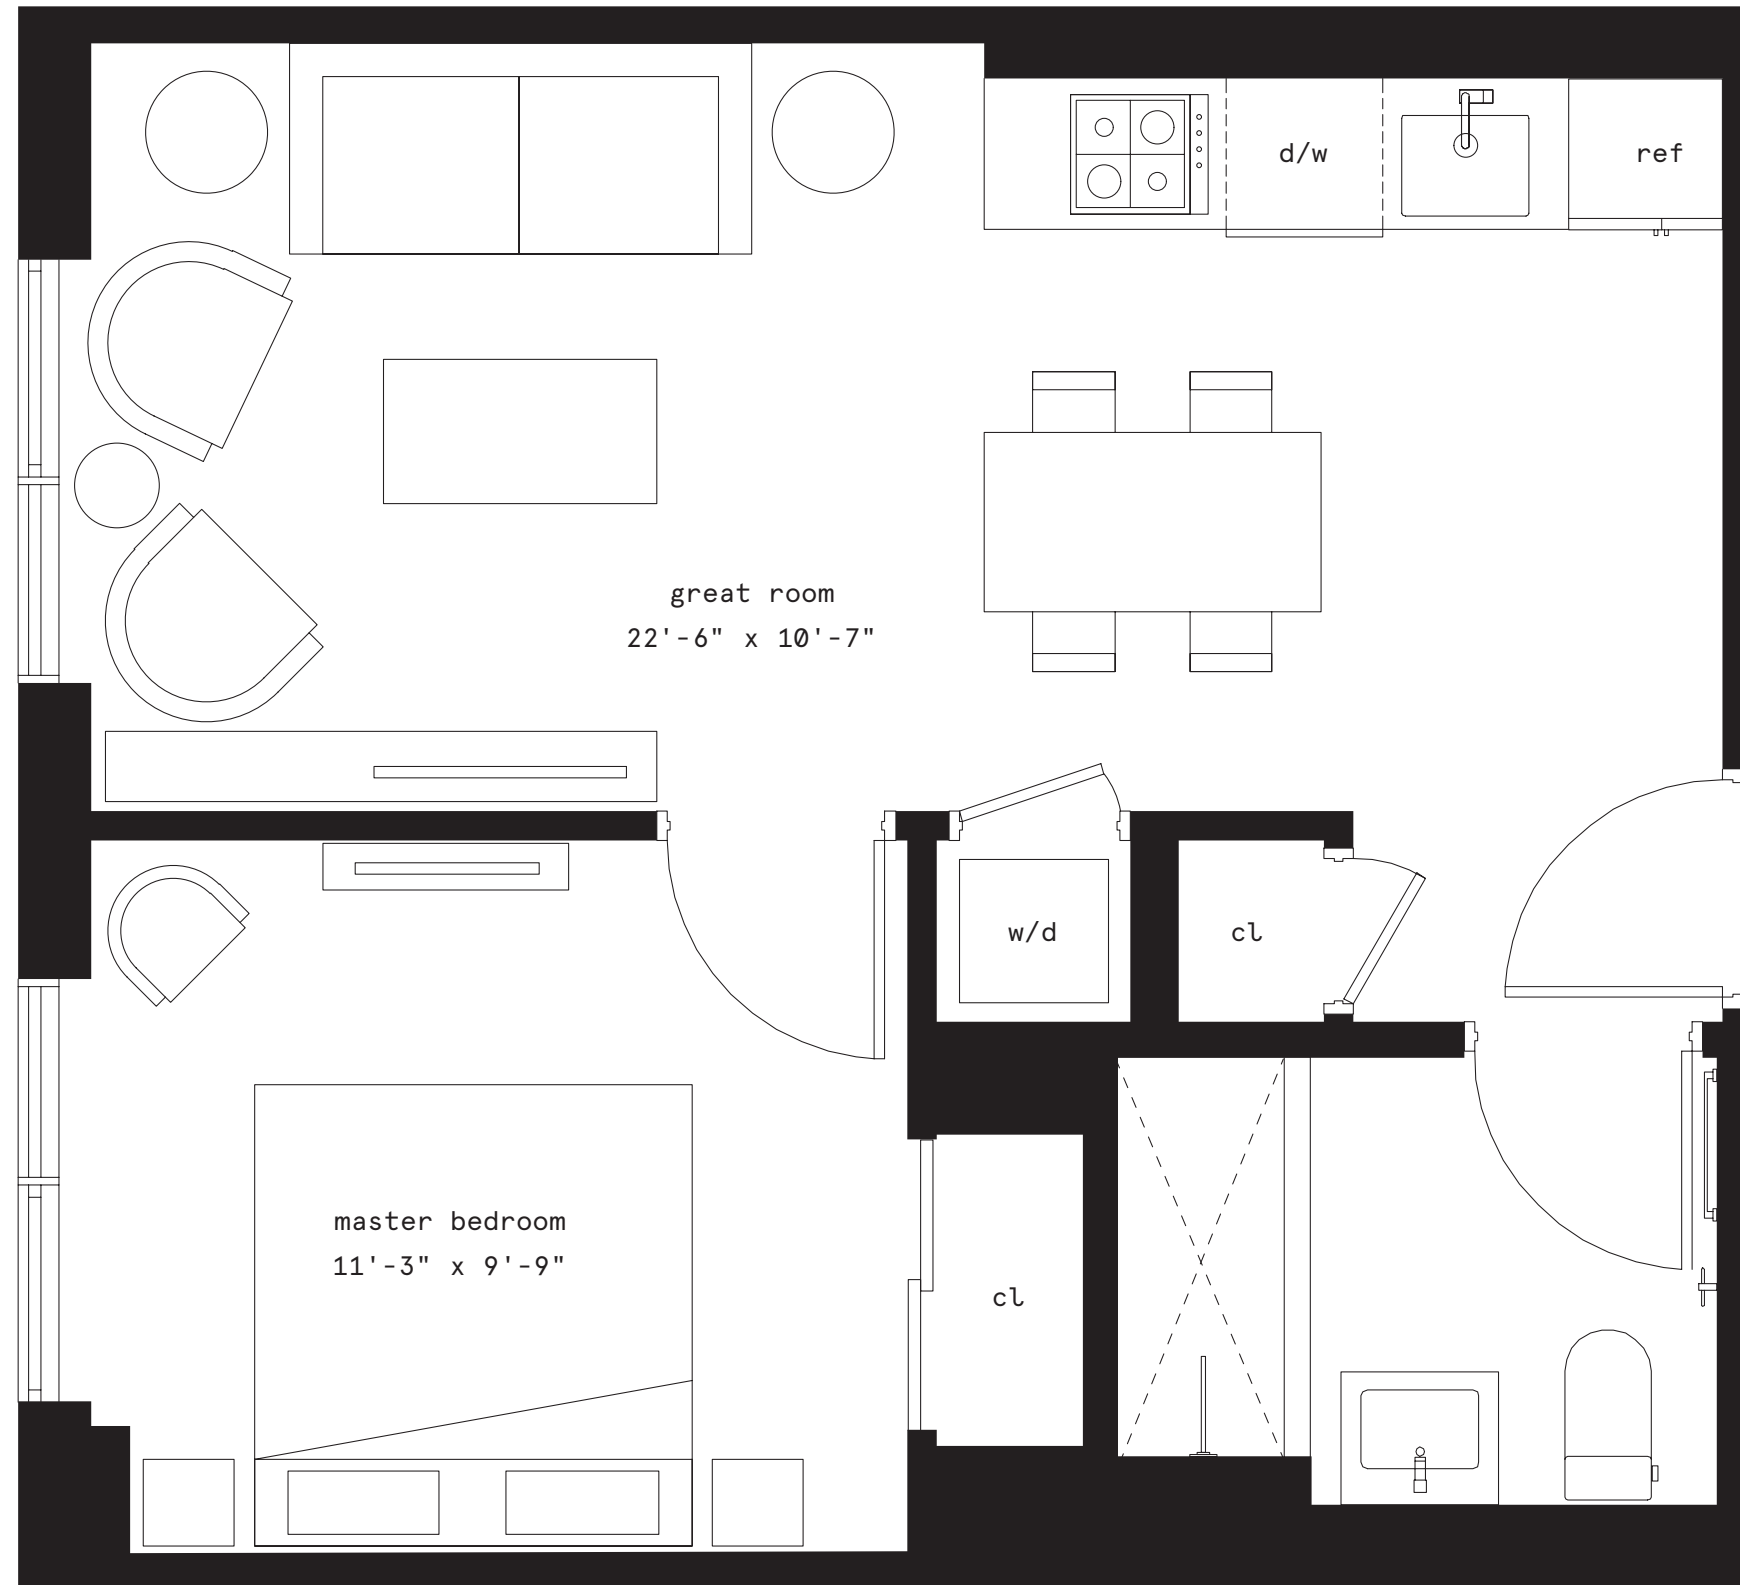 d/w
ref
great room
22'-6" x 10'-7"
w/d
cl
master bedroom
11'-3" x 9'-9"
cl